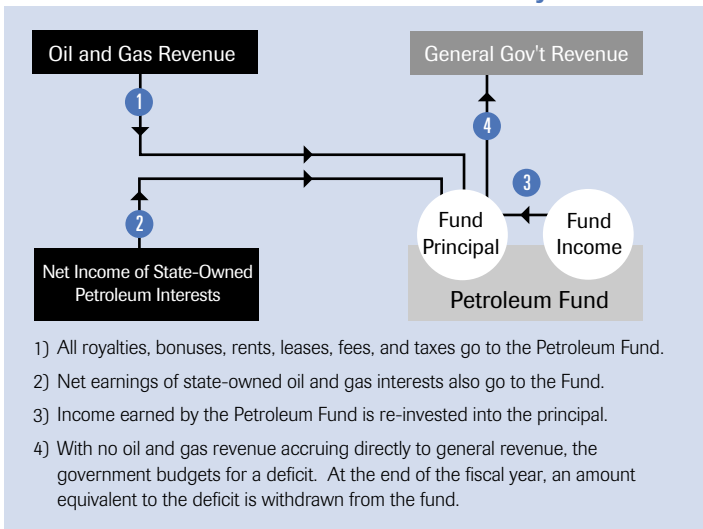 Oil and Gas Revenue
General Gov't Revenue
1
4
3
2
Fund
Principal
Fund
Income
Net Income of State-Owned
Petroleum Interests
Petroleum Fund
1) All royalties, bonuses, rents, leases, fees, and taxes go to the Petroleum Fund.
2) Net earnings of state-owned oil and gas interests also go to the Fund.
3) Income earned by the Petroleum Fund is re-invested into the principal.
4) With no oil and gas revenue accruing directly to general revenue, the
government budgets for a deficit. At the end of the fiscal year, an amount
equivalent to the deficit is withdrawn from the fund.